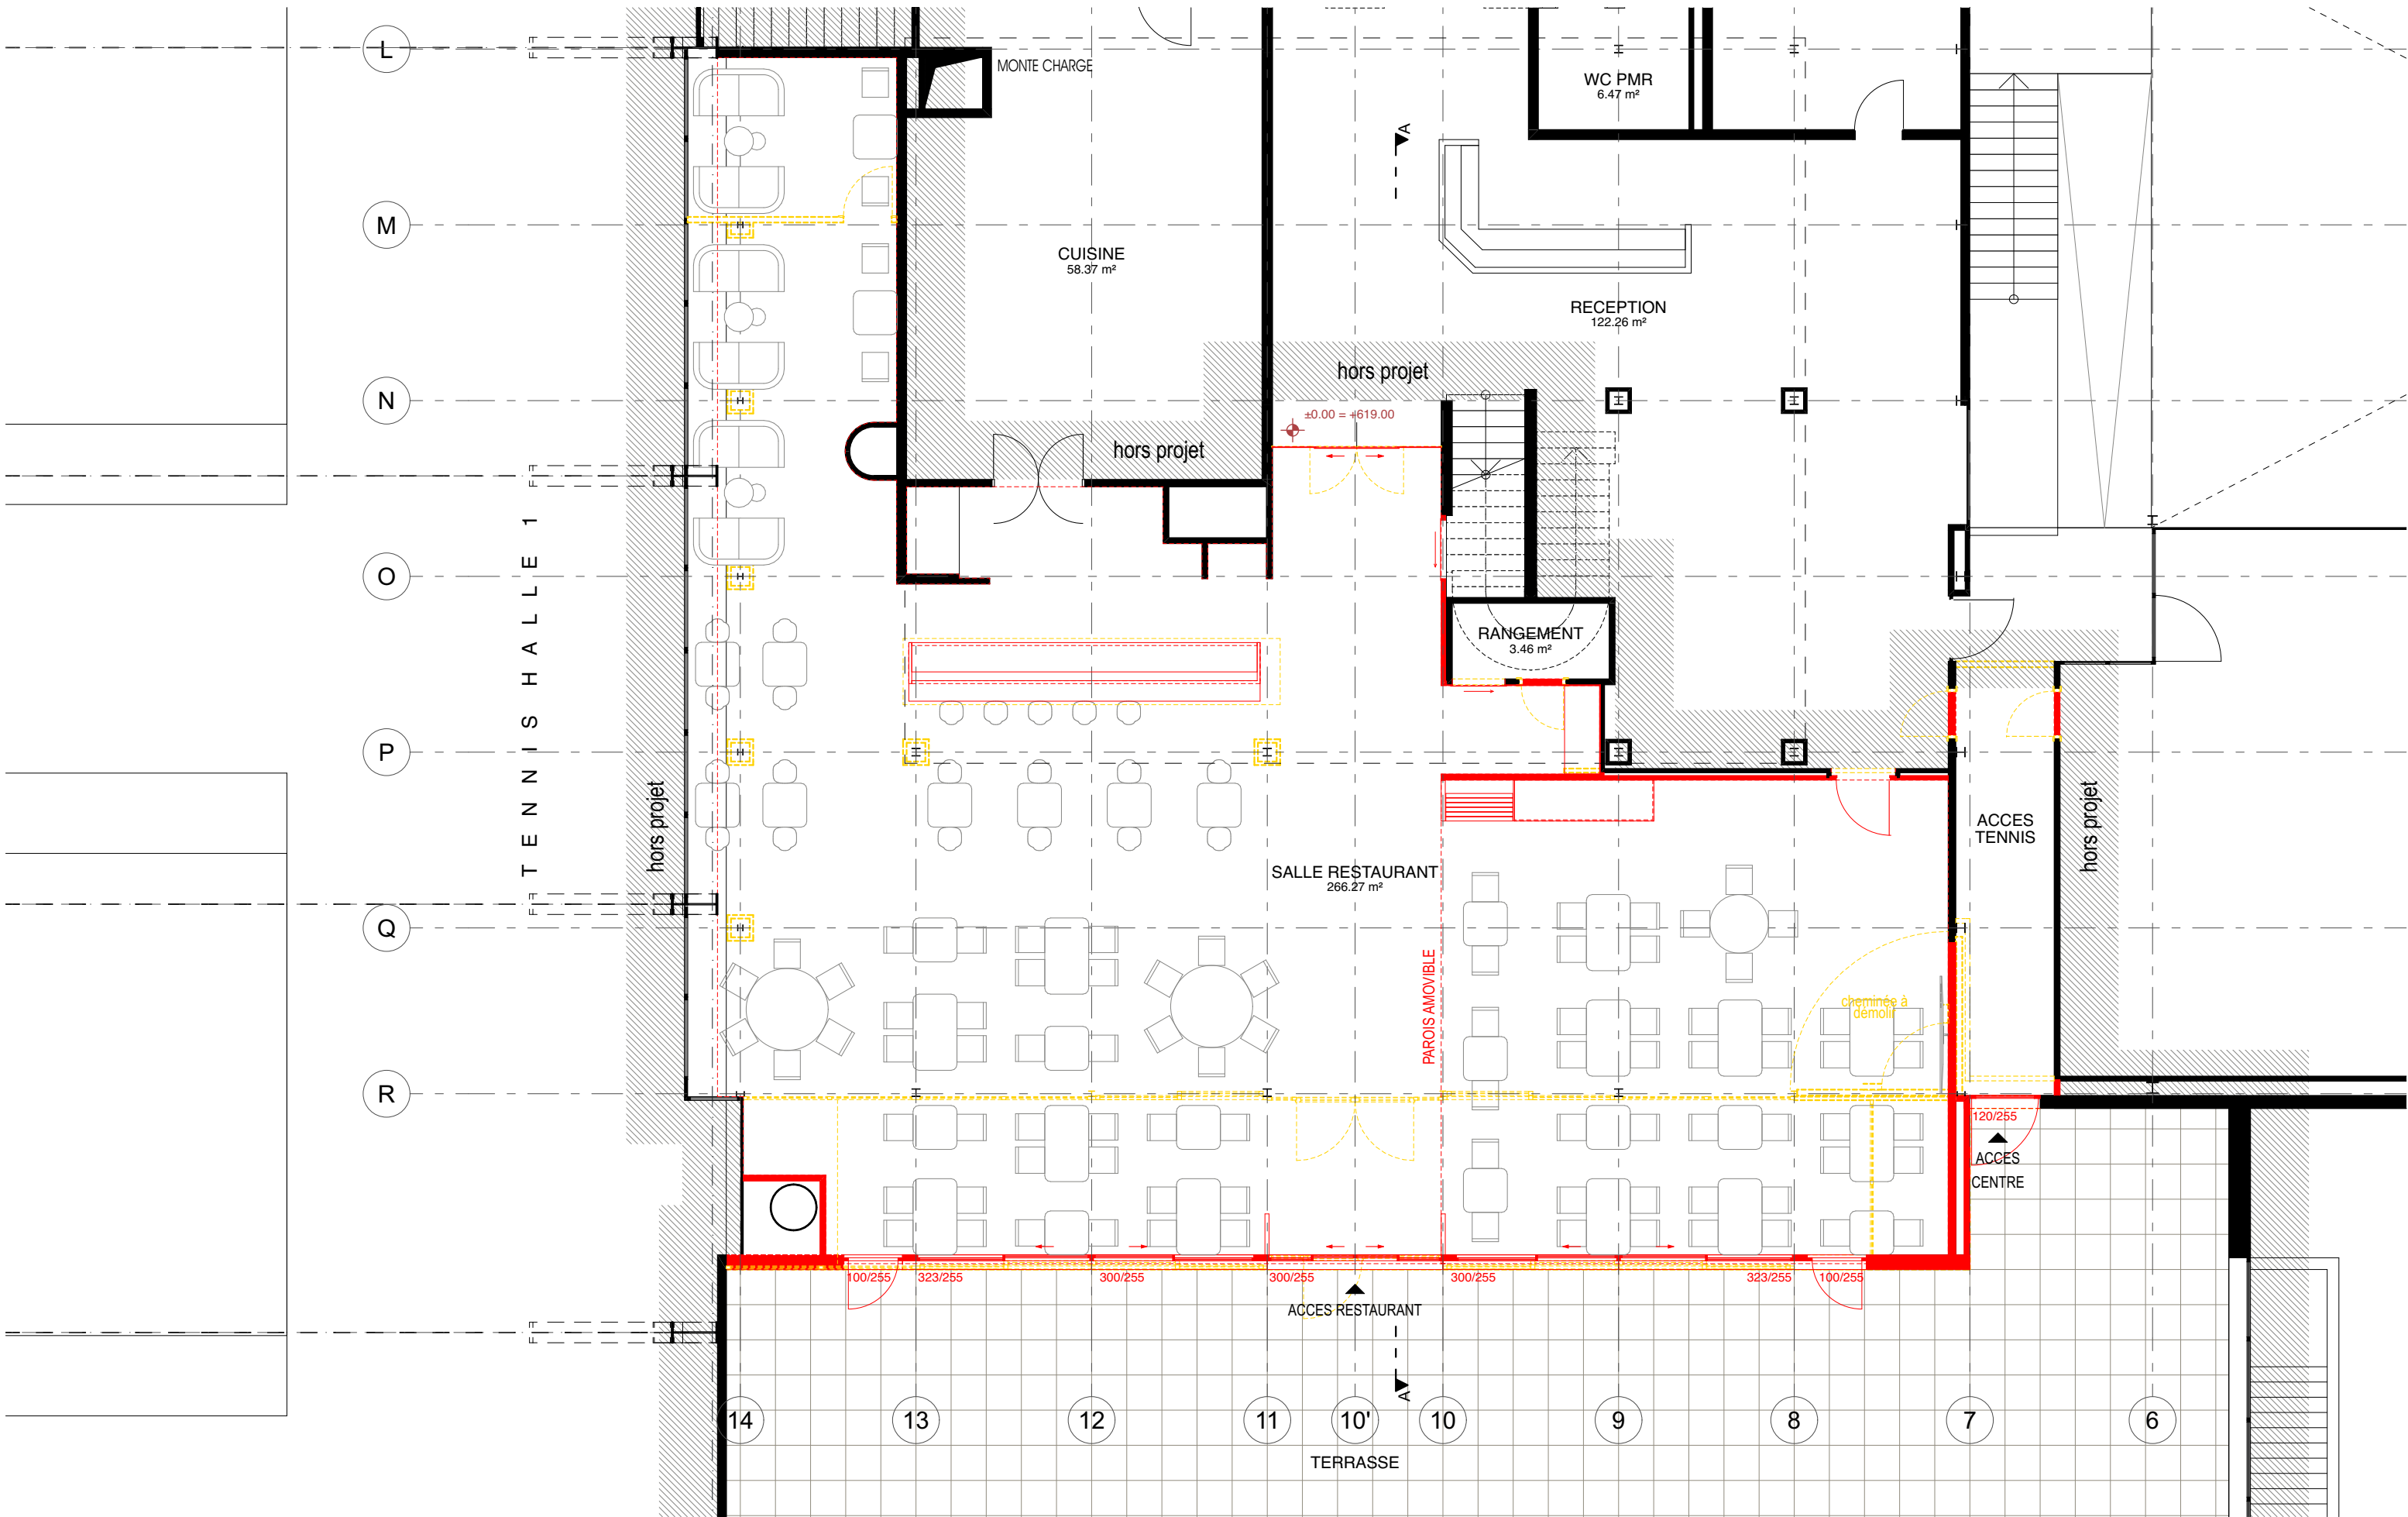 L
MONTE CHARGE
WC PMR
6.47 m²
A
M
CUISINE
58.37 m²
RECEPTION
122.26 m²
hors projet
N
±0.00 = +619.00
hors projet
TENNIS HALLE 1
O
RANGEMENT
3.46 m²
P
hors projet
ACCES
TENNIS
hors projet
SALLE RESTAURANT
266.27 m²
Q
PAROIS AMOVIBLE
cheminée à
démolir
R
120/255
ACCES
CENTRE
100/255
323/255
300/255
300/255
300/255
323/255
100/255
ACCES RESTAURANT
A
14
13
12
11
10'
10
9
8
7
6
TERRASSE